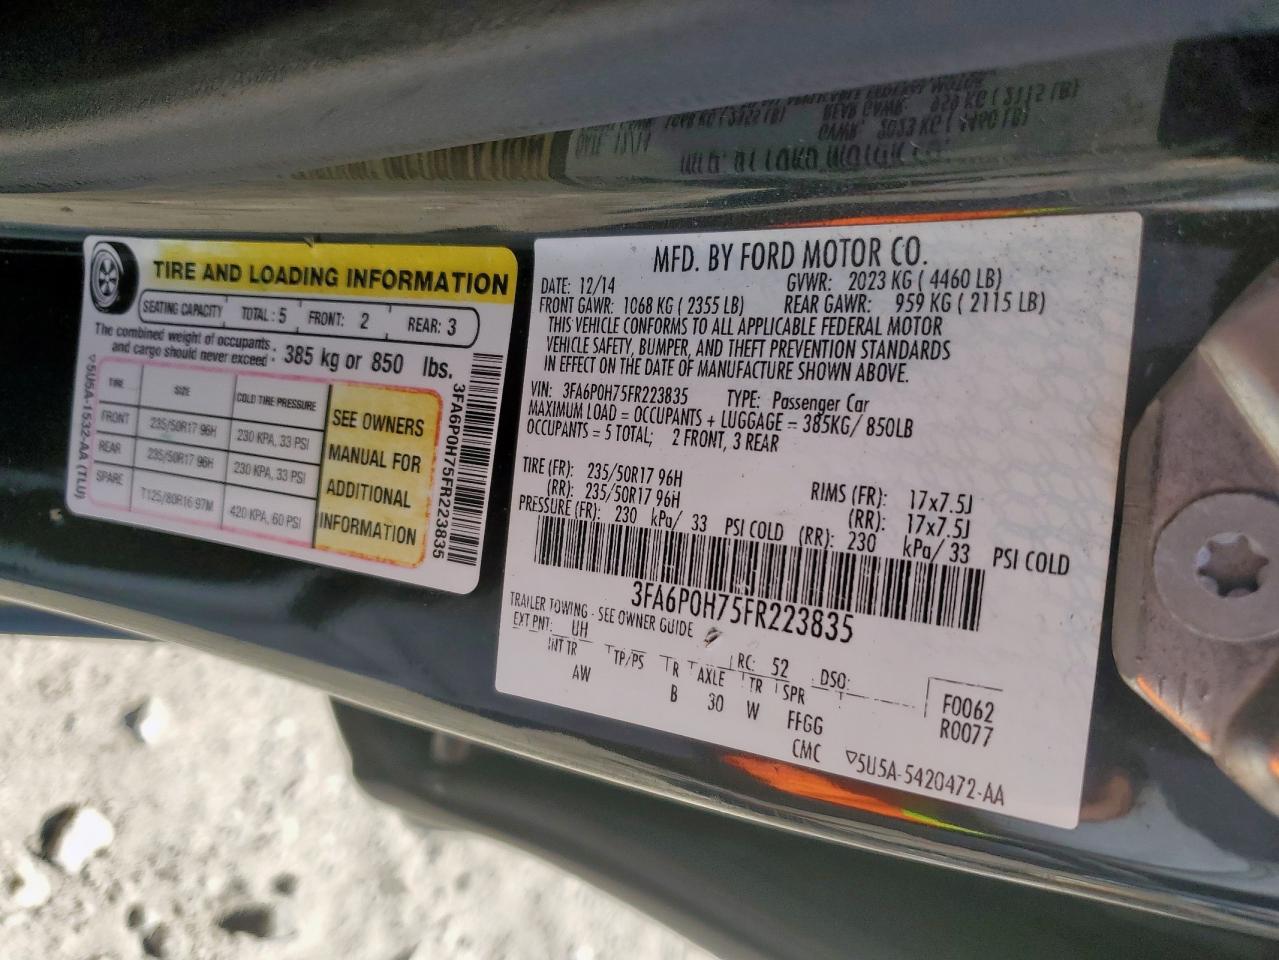 TIRE AND LOADING INFORMATION
SEATING CAPACITY TOTAL : 5 FRONT: 2 REAR: 3
The combined weight of occupants
and cargo should never exceed : 385 kg or 850 lbs.
TIRE SIZE COLD TIRE PRESSURE
FRONT 235/50R17 96H 230 KPA, 33 PSI
REAR 235/50R17 96H 230 KPA, 33 PSI
SPARE T125/80R16 97M 420 KPA, 60 PSI
SEE OWNERS
MANUAL FOR
ADDITIONAL
INFORMATION
▽5U5A-1532-AA (TLU)
3FA6P0H75FR223835
MFD. BY FORD MOTOR CO.
DATE: 12/14 GVWR: 2023 KG ( 4460 LB)
FRONT GAWR: 1068 KG ( 2355 LB) REAR GAWR: 959 KG ( 2115 LB)
THIS VEHICLE CONFORMS TO ALL APPLICABLE FEDERAL MOTOR
VEHICLE SAFETY, BUMPER, AND THEFT PREVENTION STANDARDS
IN EFFECT ON THE DATE OF MANUFACTURE SHOWN ABOVE.
VIN: 3FA6P0H75FR223835 TYPE: Passenger Car
MAXIMUM LOAD = OCCUPANTS + LUGGAGE = 385KG/ 850LB
OCCUPANTS = 5 TOTAL; 2 FRONT, 3 REAR
TIRE (FR): 235/50R17 96H RIMS (FR): 17x7.5J
(RR): 235/50R17 96H (RR): 17x7.5J
PRESSURE (FR): 230 kPa/ 33 PSI COLD (RR): 230 kPa/ 33 PSI COLD
3FA6P0H75FR223835
TRAILER TOWING - SEE OWNER GUIDE
EXT PNT: UH RC: 52 DSO:
INT TR TP/PS R AXLE TR SPR
AW B 30 W FFGG
CMC
F0062
R0077
▽5U5A-5420472-AA